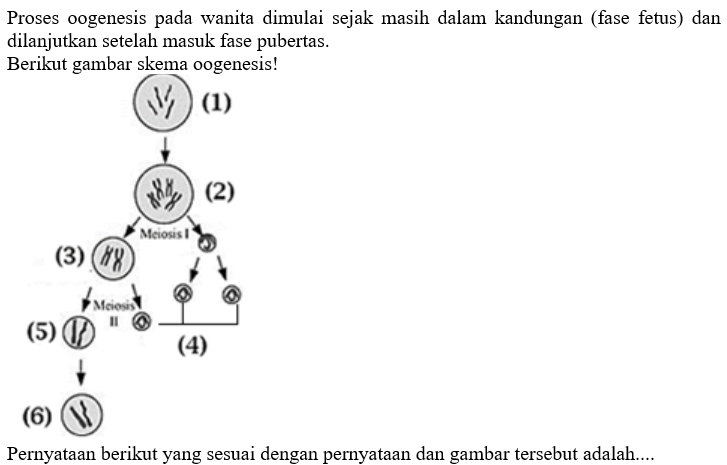 Proses oogenesis pada wanita dimulai sejak masih dalam kandungan (fase fetus) dan
dilanjutkan setelah masuk fase pubertas.
Berikut gambar skema oogenesis!
(1)
(2)
Meiosis I
(3)
Meiosis
II
(5)
(4)
(6)
Pernyataan berikut yang sesuai dengan pernyataan dan gambar tersebut adalah....